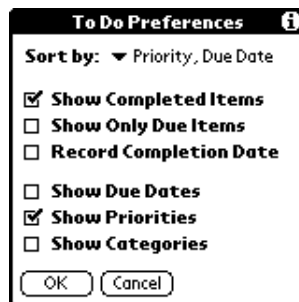 To Do Preferences i
Sort by: Priority, Due Date
Show Completed Items
Show Only Due Items
Record Completion Date
Show Due Dates
Show Priorities
Show Categories
OK Cancel